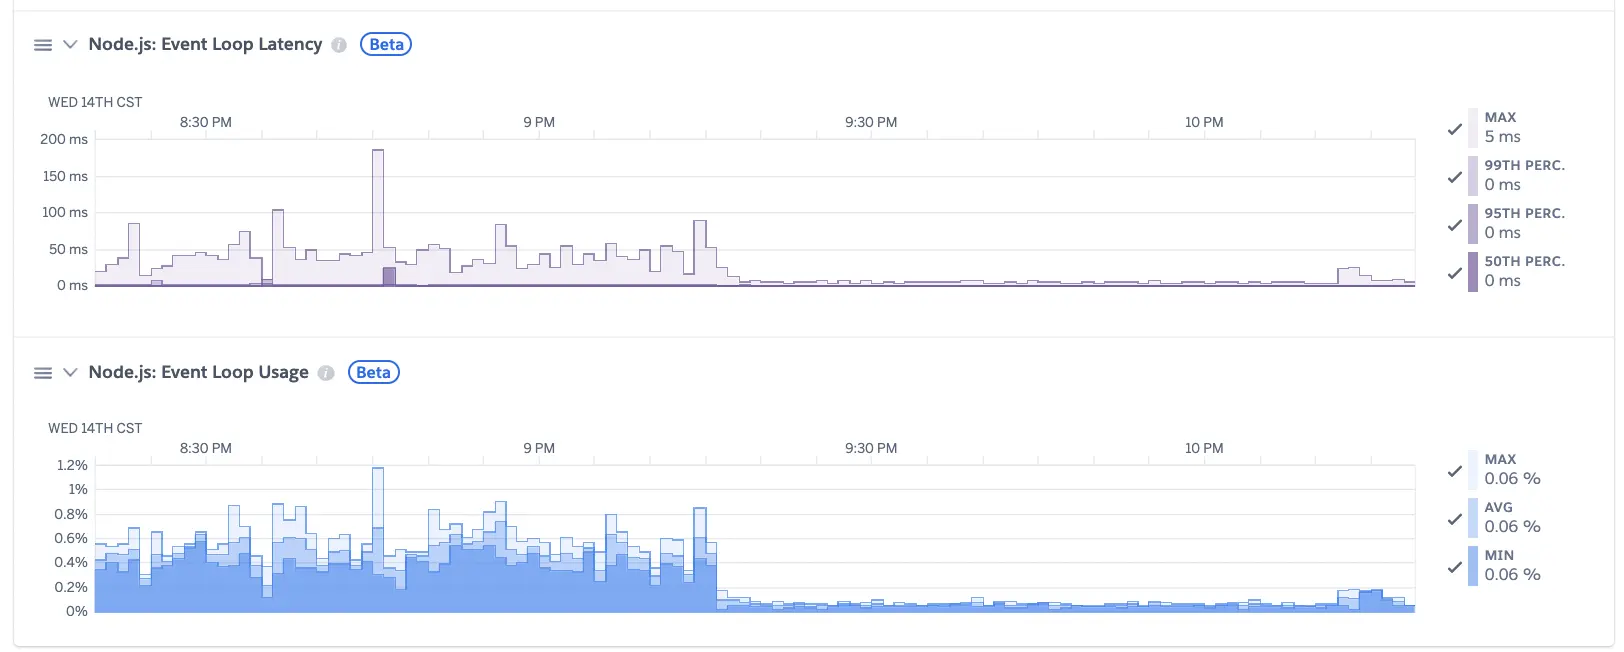 Node.js: Event Loop Latency i Beta
WED 14TH CST
8:30 PM 9 PM 9:30 PM 10 PM
200 ms
150 ms
100 ms
50 ms
0 ms
MAX
5 ms
99TH PERC.
0 ms
95TH PERC.
0 ms
50TH PERC.
0 ms
Node.js: Event Loop Usage i Beta
WED 14TH CST
8:30 PM 9 PM 9:30 PM 10 PM
1.2%
1%
0.8%
0.6%
0.4%
0.2%
0%
MAX
0.06 %
AVG
0.06 %
MIN
0.06 %